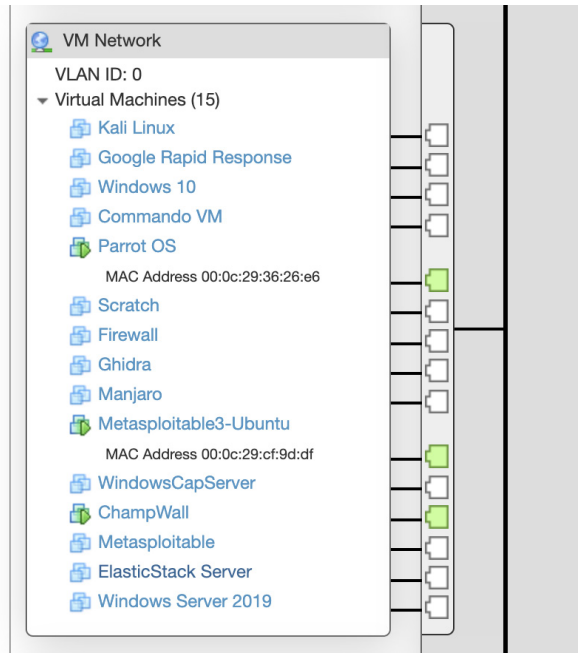 VM Network
VLAN ID: 0
Virtual Machines (15)
Kali Linux
Google Rapid Response
Windows 10
Commando VM
Parrot OS
MAC Address 00:0c:29:36:26:e6
Scratch
Firewall
Ghidra
Manjaro
Metasploitable3-Ubuntu
MAC Address 00:0c:29:cf:9d:df
WindowsCapServer
ChampWall
Metasploitable
ElasticStack Server
Windows Server 2019